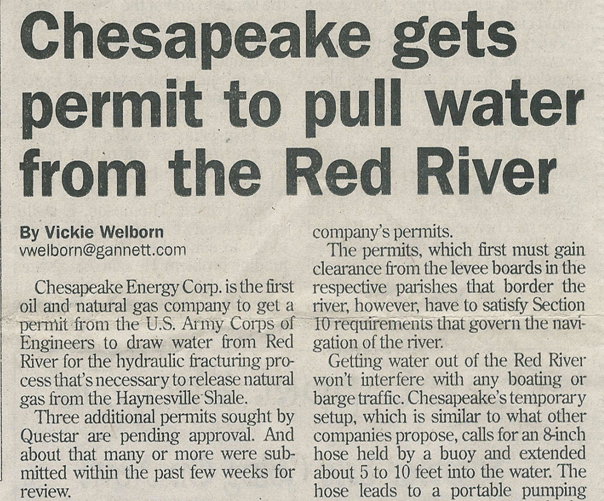 Chesapeake gets
permit to pull water
from the Red River
By Vickie Welborn
vwelborn@gannett.com
Chesapeake Energy Corp. is the first
oil and natural gas company to get a
permit from the U.S. Army Corps of
Engineers to draw water from Red
River for the hydraulic fracturing pro-
cess that's necessary to release natural
gas from the Haynesville Shale.
Three additional permits sought by
Questar are pending approval. And
about that many or more were sub-
mitted within the past few weeks for
review.
company's permits.
The permits, which first must gain
clearance from the levee boards in the
respective parishes that border the
river, however, have to satisfy Section
10 requirements that govern the navi-
gation of the river.
Getting water out of the Red River
won't interfere with any boating or
barge traffic. Chesapeake's temporary
setup, which is similar to what other
companies propose, calls for an 8-inch
hose held by a buoy and extended
about 5 to 10 feet into the water. The
hose leads to a portable pumping